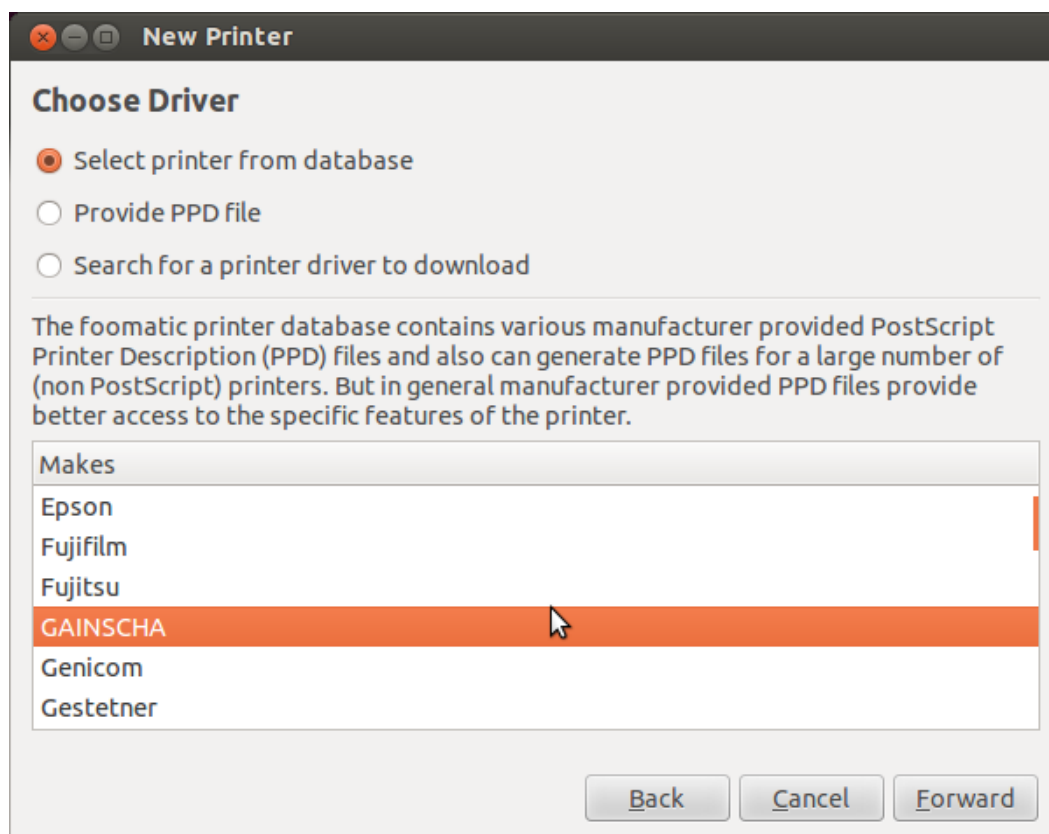 New Printer
Choose Driver
Select printer from database
Provide PPD file
Search for a printer driver to download
The foomatic printer database contains various manufacturer provided PostScript
Printer Description (PPD) files and also can generate PPD files for a large number of
(non PostScript) printers. But in general manufacturer provided PPD files provide
better access to the specific features of the printer.
Makes
Epson
Fujifilm
Fujitsu
GAINSCHA
Genicom
Gestetner
Back Cancel Forward